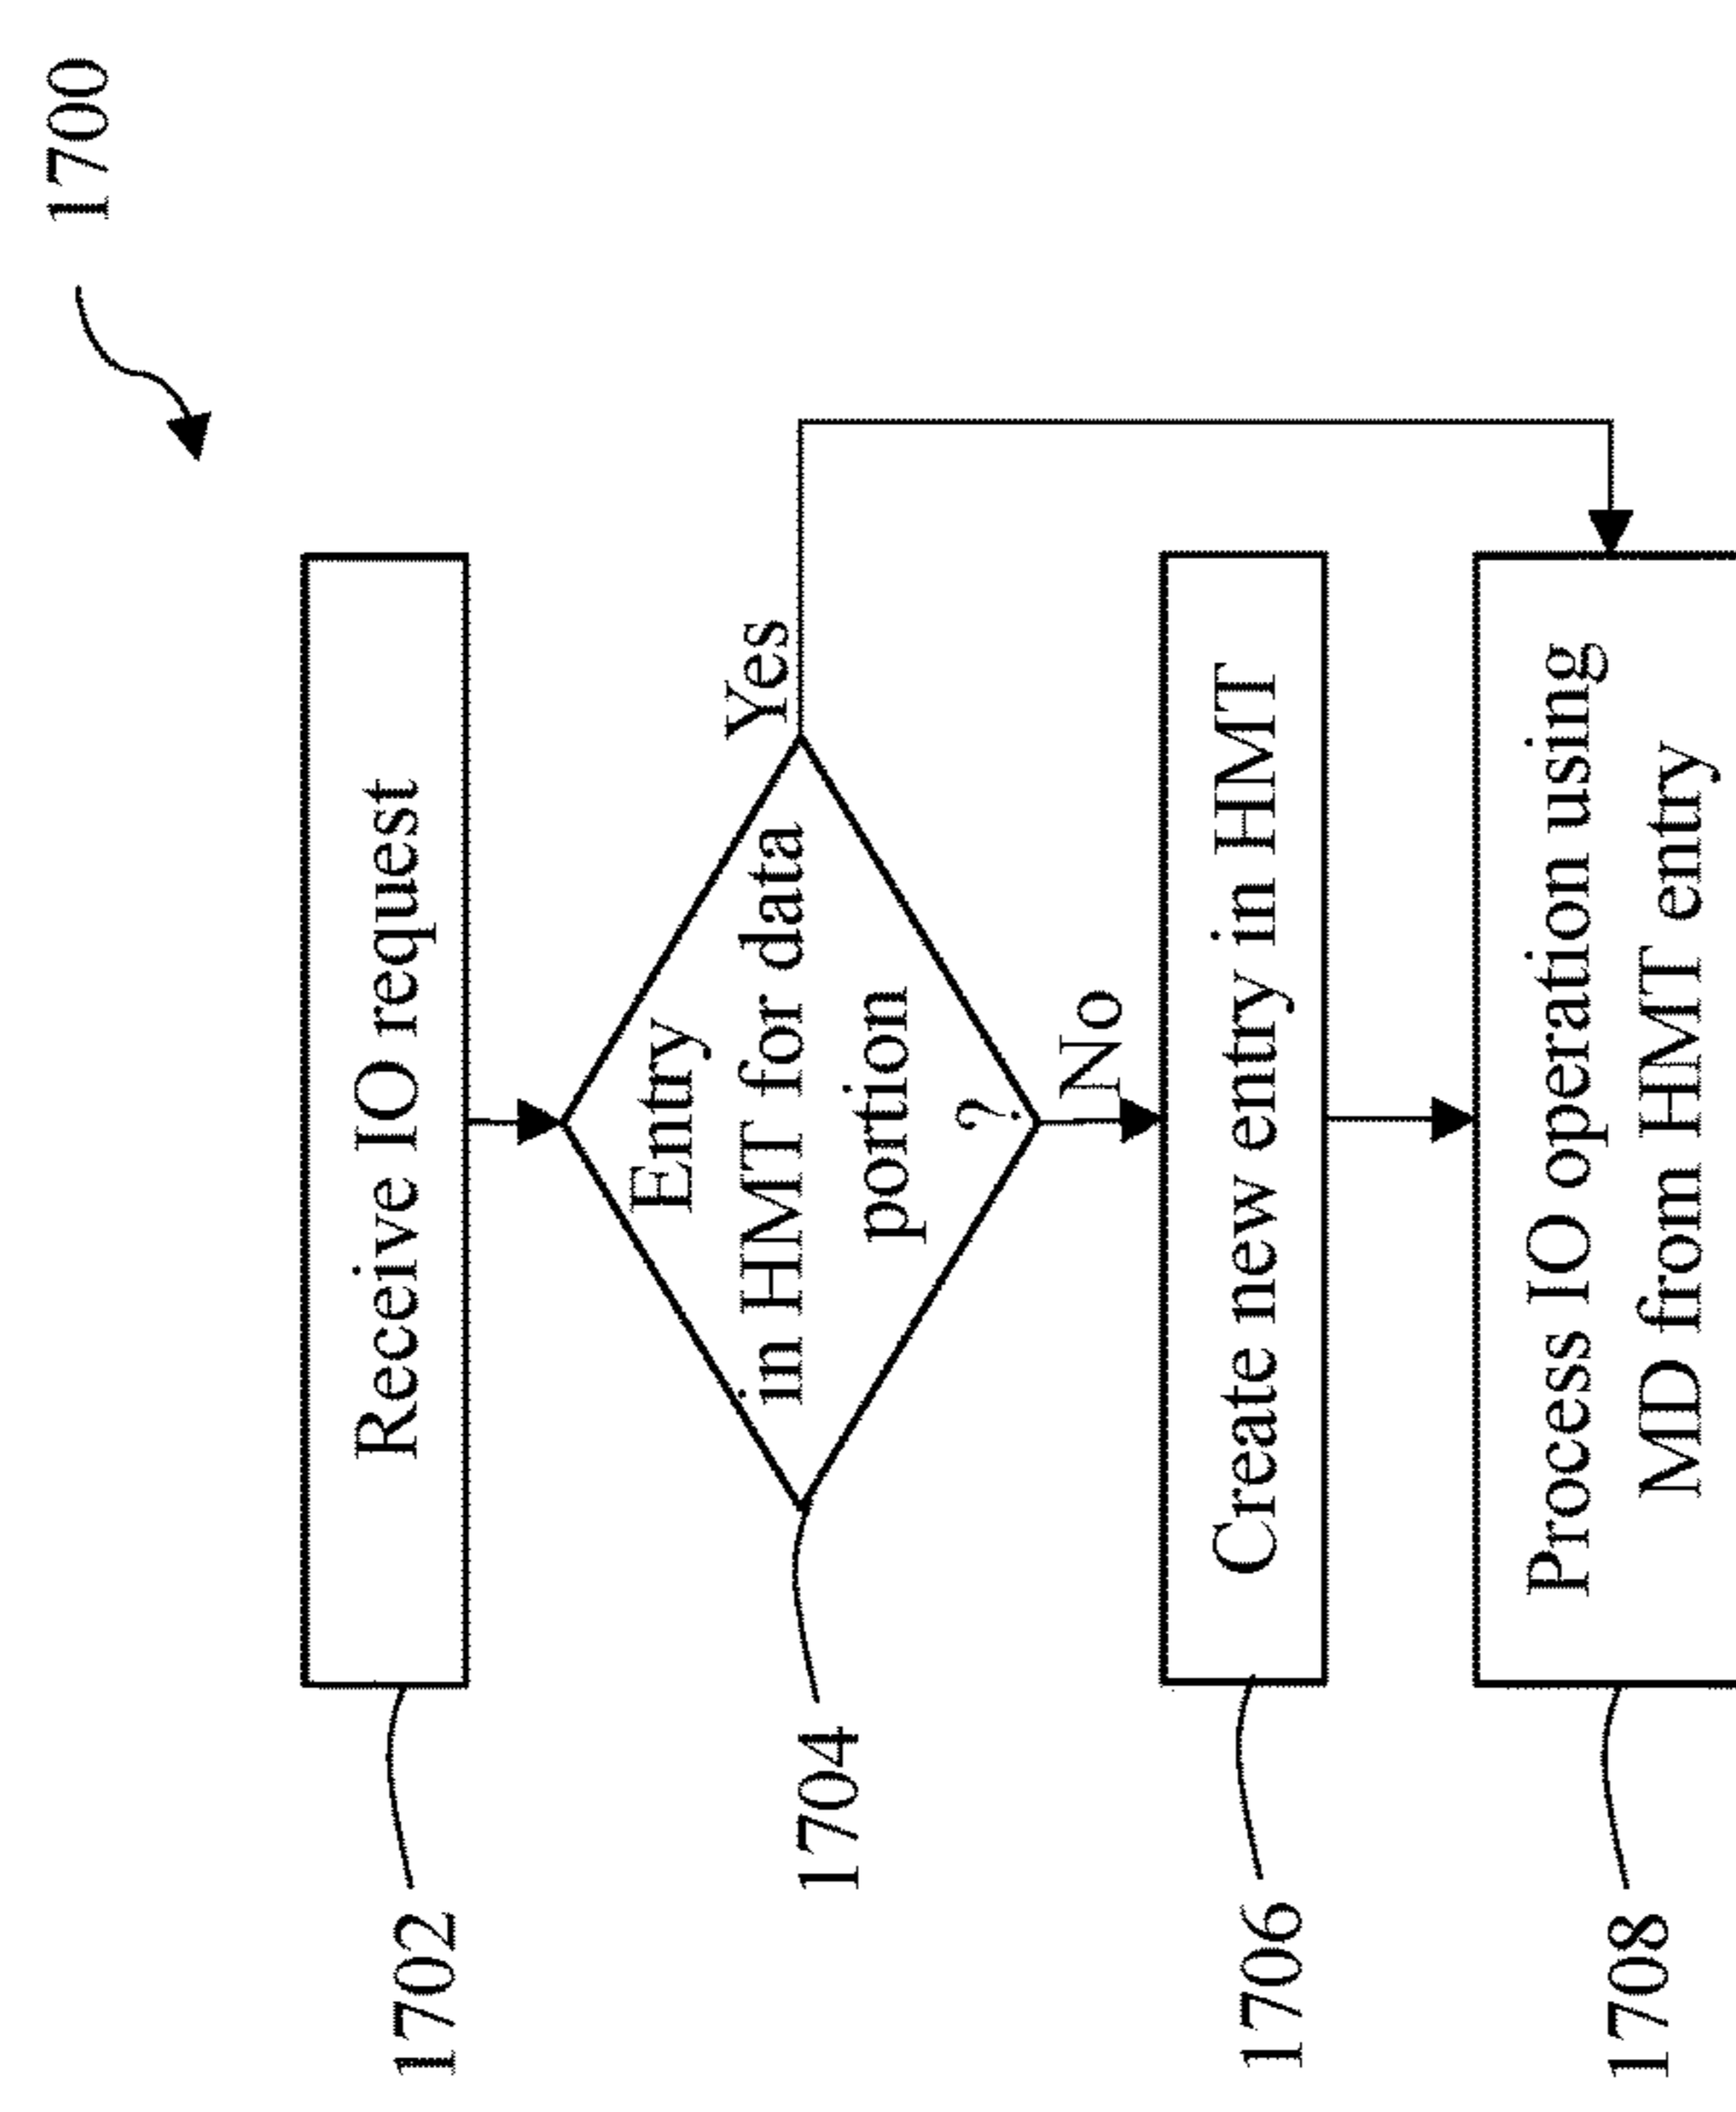 1700
1702
Receive IO request
1704
Entry
in HMT for data
portion
?
Yes
No
1706
Create new entry in HMT
1708
Process IO operation using
MD from HMT entry